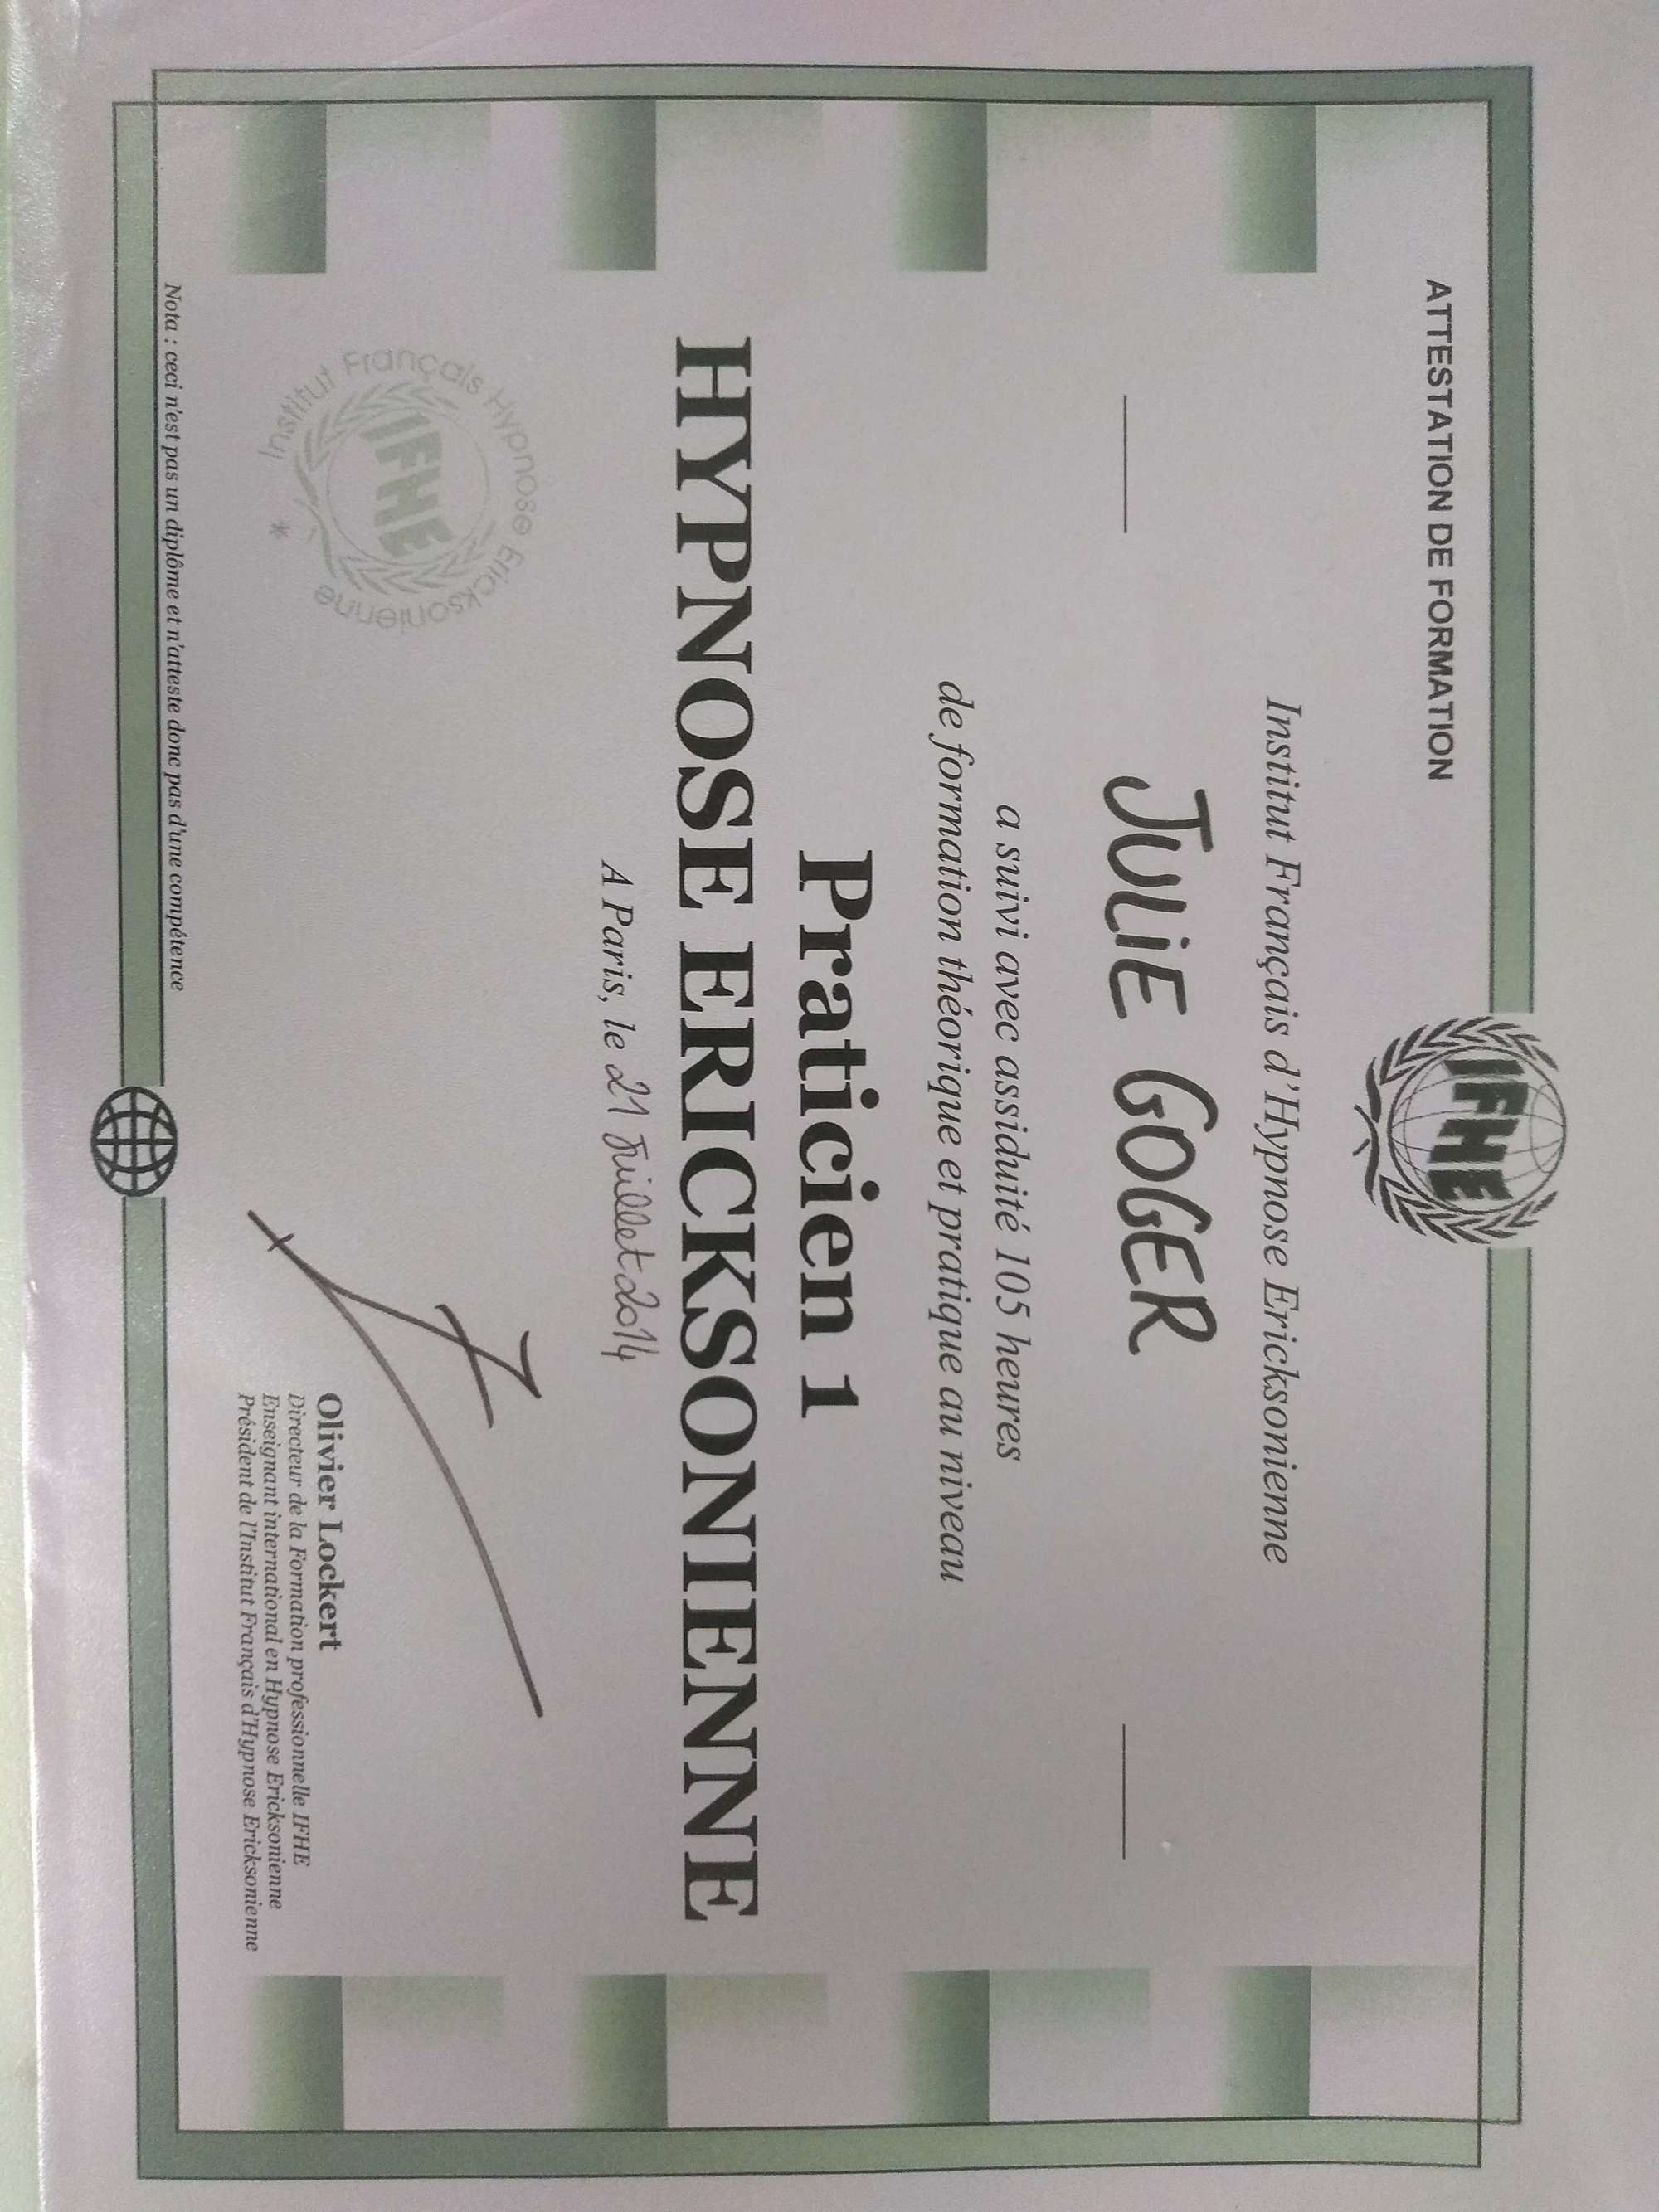 IFHE
ATTESTATION DE FORMATION
Institut Français d'Hypnose Ericksonienne
JULiE GOGER
a suivi avec assiduité 105 heures
de formation théorique et pratique au niveau
Praticien 1
HYPNOSE ERICKSONIENNE
A Paris, le 21 Juillet 2014
Institut Français Hypnose Ericksonienne *
IFHE
Olivier Lockert
Directeur de la Formation professionnelle IFHE
Enseignant international en Hypnose Ericksonienne
Président de l'Institut Français d'Hypnose Ericksonienne
Nota : ceci n'est pas un diplôme et n'atteste donc pas d'une compétence